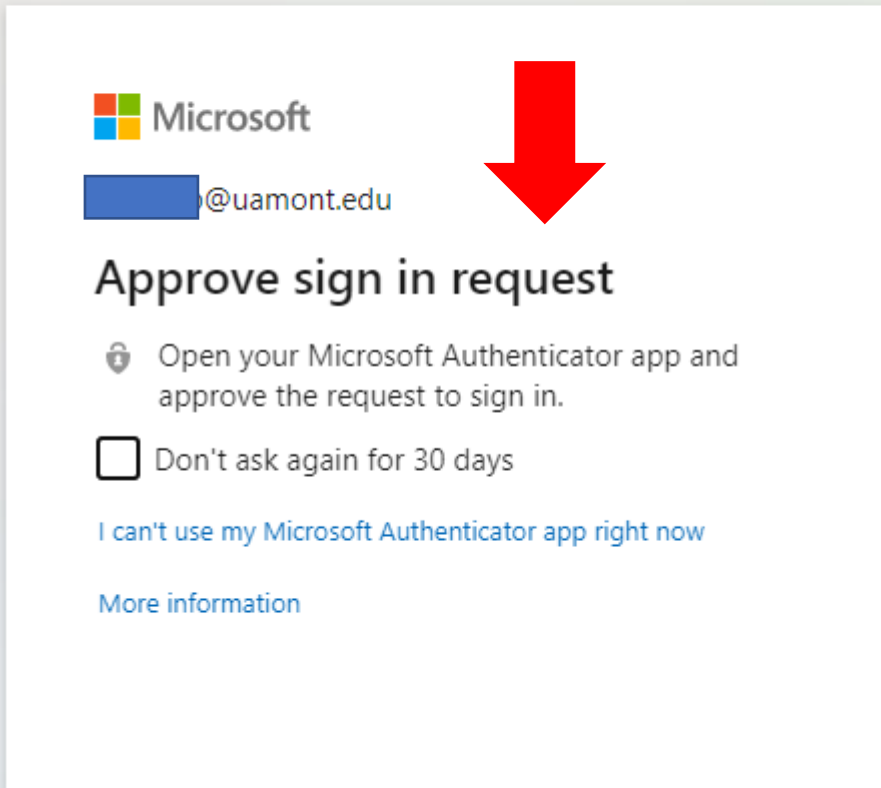 Microsoft
@uamont.edu
Approve sign in request
Open your Microsoft Authenticator app and
approve the request to sign in.
Don't ask again for 30 days
I can't use my Microsoft Authenticator app right now
More information